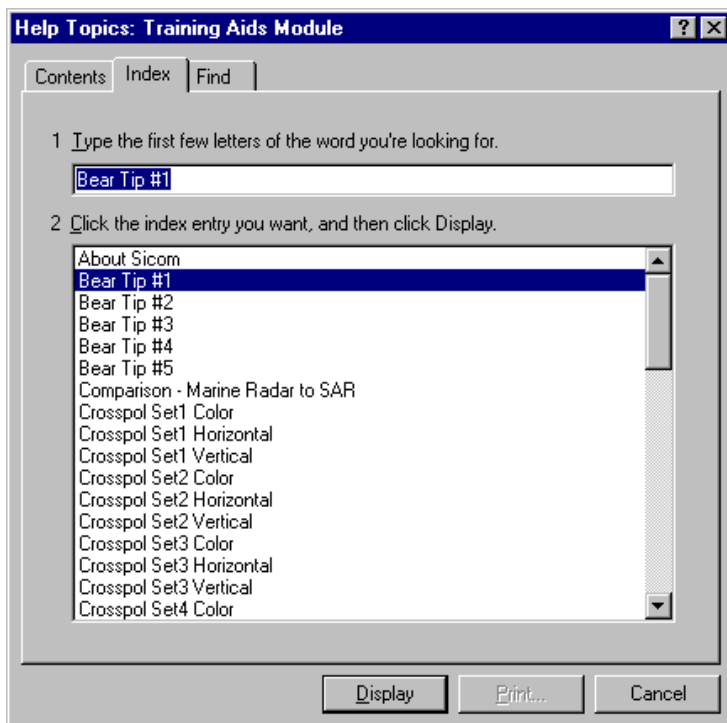 Help Topics: Training Aids Module
Contents Index Find
1 Type the first few letters of the word you're looking for.
Bear Tip #1
2 Click the index entry you want, and then click Display.
About Sicom
Bear Tip #1
Bear Tip #2
Bear Tip #3
Bear Tip #4
Bear Tip #5
Comparison - Marine Radar to SAR
Crosspol Set1 Color
Crosspol Set1 Horizontal
Crosspol Set1 Vertical
Crosspol Set2 Color
Crosspol Set2 Horizontal
Crosspol Set2 Vertical
Crosspol Set3 Color
Crosspol Set3 Horizontal
Crosspol Set3 Vertical
Crosspol Set4 Color
Display Print... Cancel